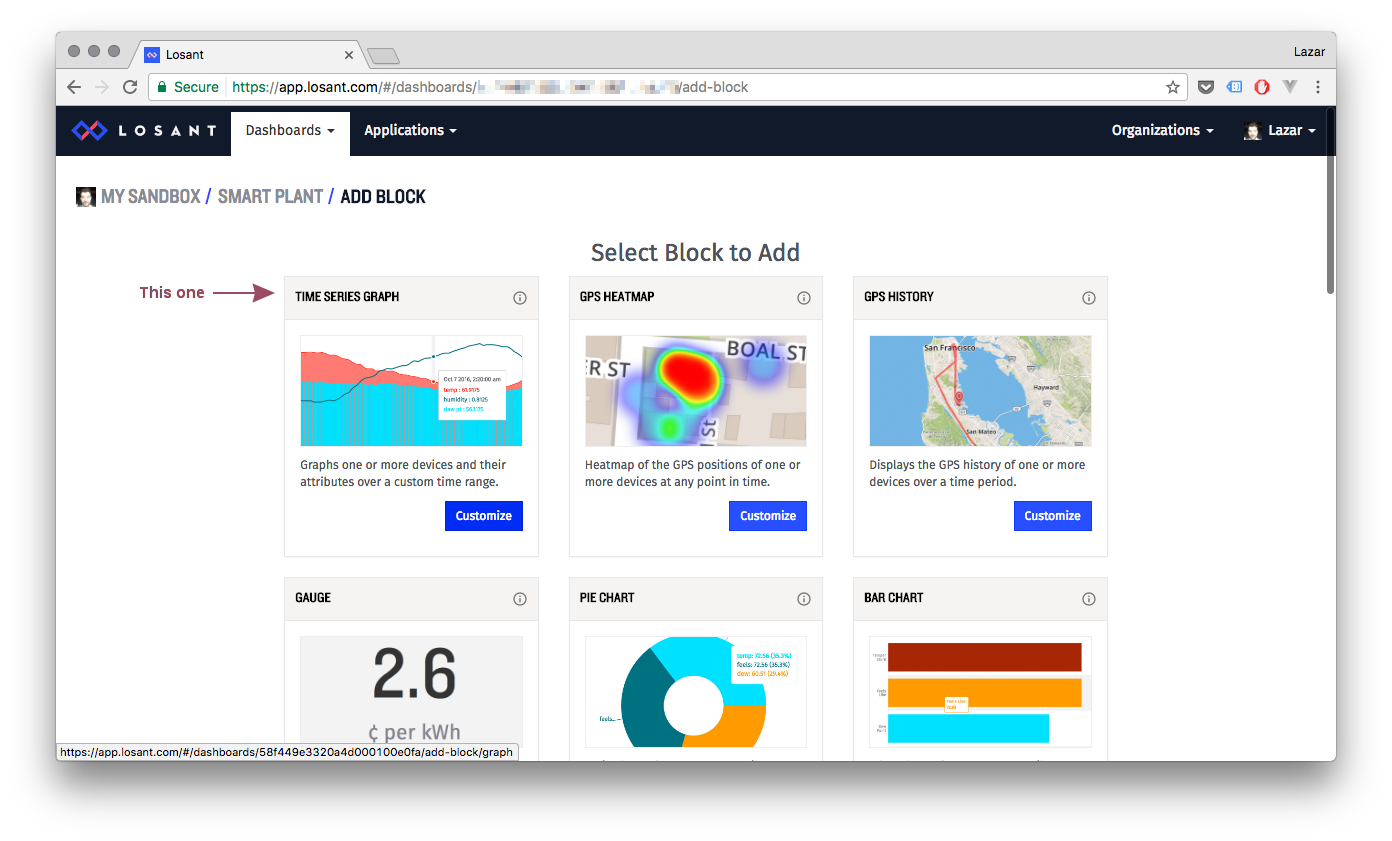 Losant
Lazar
Secure https://app.losant.com/#/dashboards/ /add-block
LOSANT Dashboards Applications Organizations Lazar
MY SANDBOX / SMART PLANT / ADD BLOCK
Select Block to Add
This one
TIME SERIES GRAPH
Oct 7 2016, 2:20:00 am
temp : 61.9175
humidity : 0.8125
dew pt : 56.1175
Graphs one or more devices and their
attributes over a custom time range.
Customize
GPS HEATMAP
ER ST
BOAL ST
St
Heatmap of the GPS positions of one or
more devices at any point in time.
Customize
GPS HISTORY
San Francisco
Hayward
San Mateo
Displays the GPS history of one or more
devices over a time period.
Customize
GAUGE
2.6
¢ per kWh
PIE CHART
temp: 72.56 (35.3%)
feels: 72.56 (35.3%)
dew: 60.51 (29.4%)
feels...
BAR CHART
Feels
Like
Dew
Point
https://app.losant.com/#/dashboards/58f449e3320a4d000100e0fa/add-block/graph